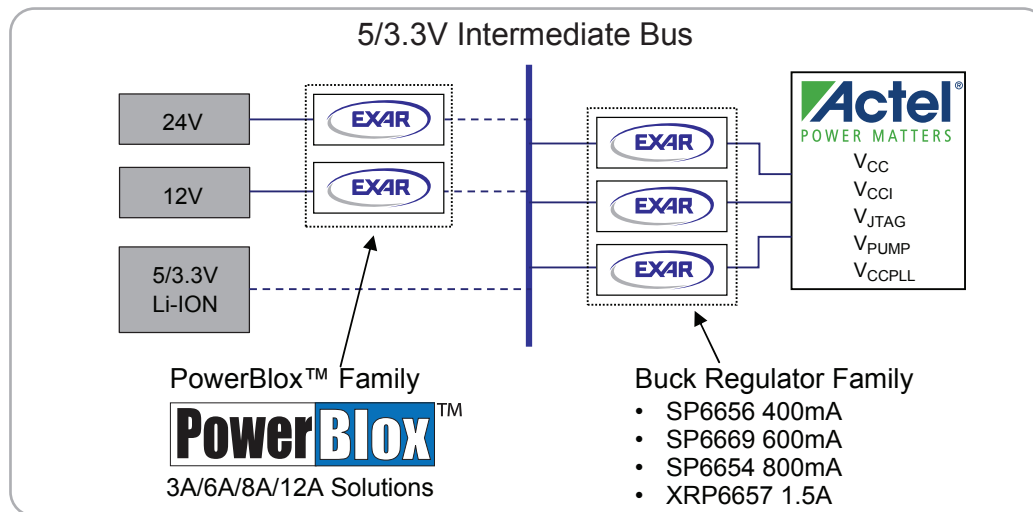 5/3.3V Intermediate Bus
24V
EXAR
12V
EXAR
5/3.3V
Li-ION
EXAR
EXAR
EXAR
Actel®
POWER MATTERS
VCC
VCCI
VJTAG
VPUMP
VCCPLL
PowerBlox™ Family
PowerBlox™
3A/6A/8A/12A Solutions
Buck Regulator Family
• SP6656 400mA
• SP6669 600mA
• SP6654 800mA
• XRP6657 1.5A